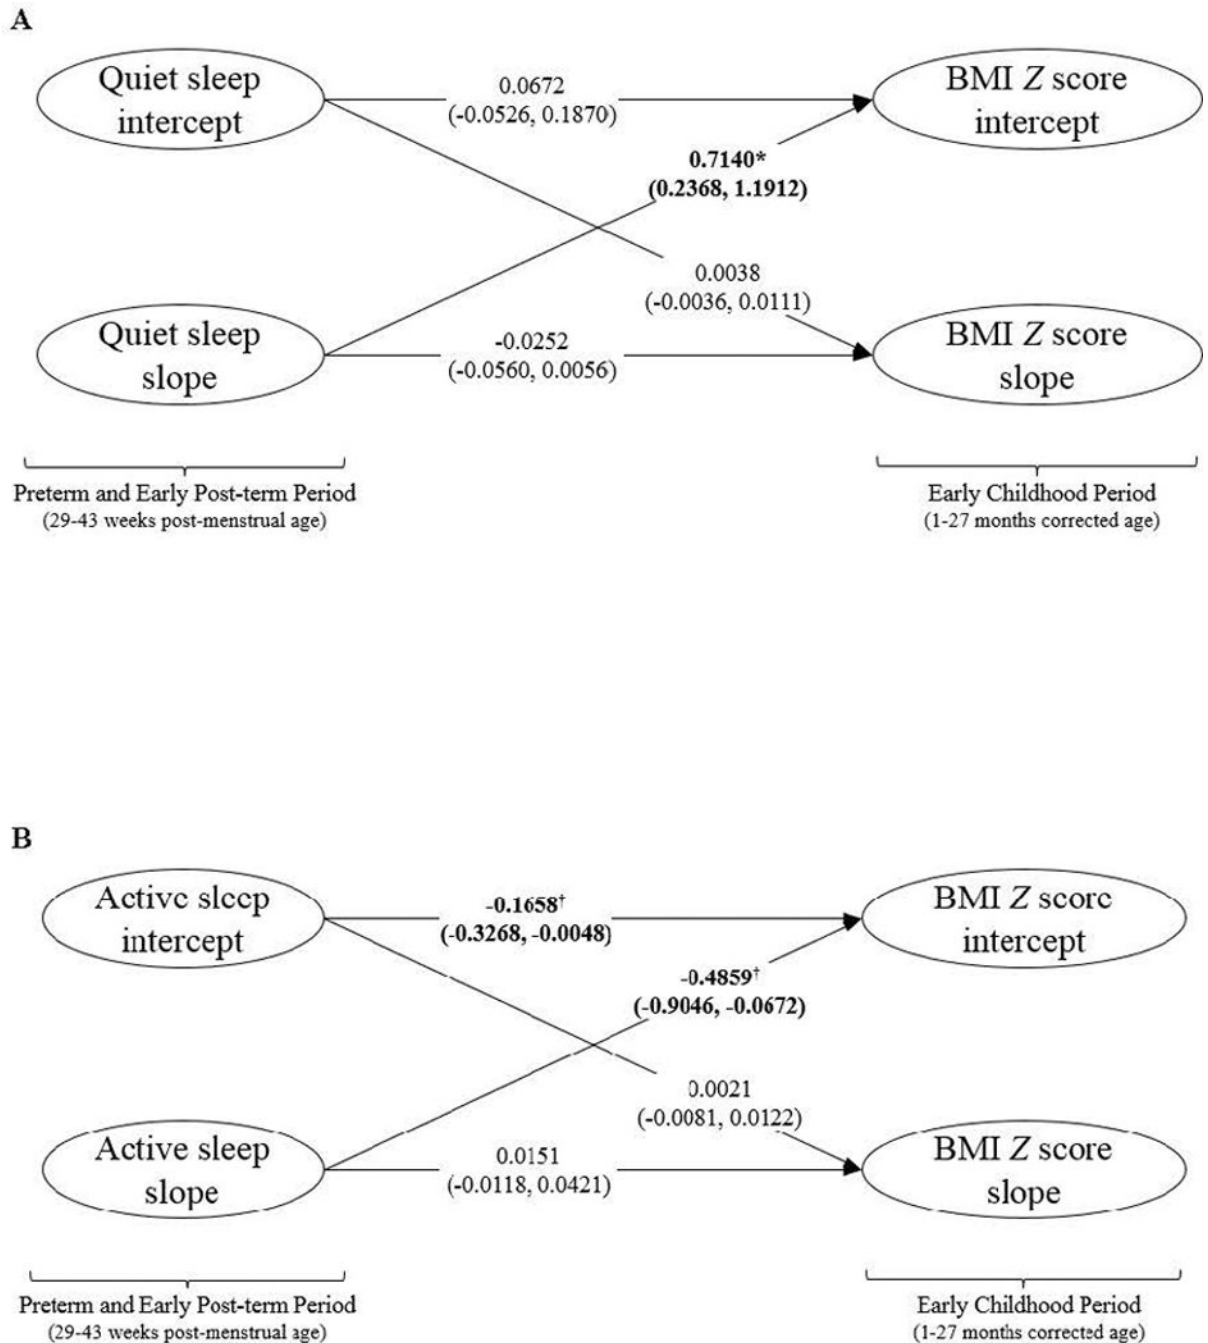 A
Quiet sleep
intercept
0.0672
(-0.0526, 0.1870)
BMI Z score
intercept
0.7140*
(0.2368, 1.1912)
0.0038
(-0.0036, 0.0111)
Quiet sleep
slope
-0.0252
(-0.0560, 0.0056)
BMI Z score
slope
Preterm and Early Post-term Period
(29-43 weeks post-menstrual age)
Early Childhood Period
(1-27 months corrected age)
B
Active sleep
intercept
-0.1658†
(-0.3268, -0.0048)
BMI Z score
intercept
-0.4859†
(-0.9046, -0.0672)
0.0021
(-0.0081, 0.0122)
Active sleep
slope
0.0151
(-0.0118, 0.0421)
BMI Z score
slope
Preterm and Early Post-term Period
(29-43 weeks post-menstrual age)
Early Childhood Period
(1-27 months corrected age)